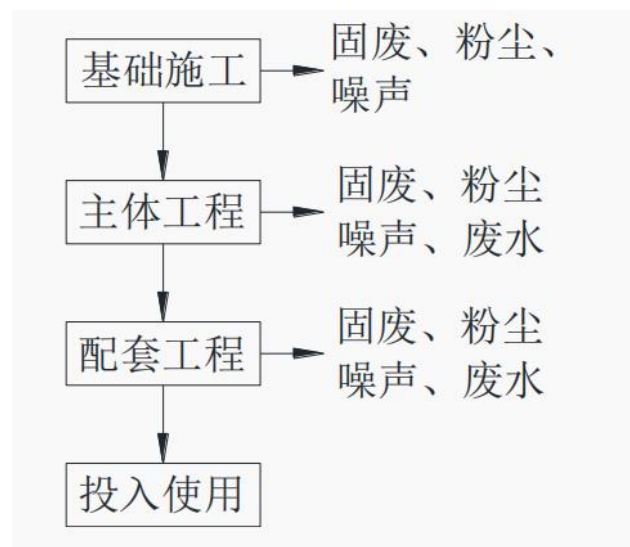 基础施工
固废、粉尘、
噪声
主体工程
固废、粉尘
噪声、废水
配套工程
固废、粉尘
噪声、废水
投入使用